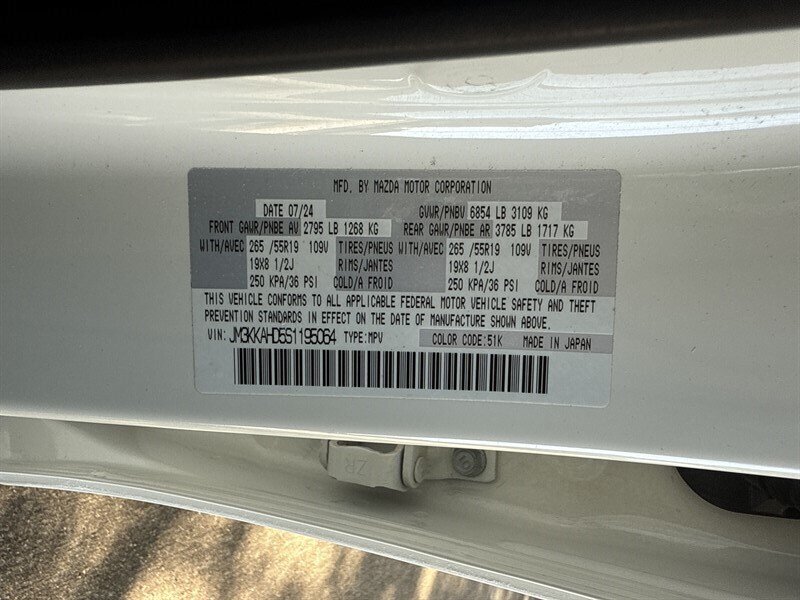 MFD. BY MAZDA MOTOR CORPORATION
DATE 07/24 GVWR/PNBV 6854 LB 3109 KG
FRONT GAWR/PNBE AV 2795 LB 1268 KG REAR GAWR/PNBE AR 3785 LB 1717 KG
WITH/AVEC 265 /55R19 109V TIRES/PNEUS WITH/AVEC 265 /55R19 109V TIRES/PNEUS
19X8 1/2J RIMS/JANTES 19X8 1/2J RIMS/JANTES
250 KPA/36 PSI COLD/A FROID 250 KPA/36 PSI COLD/A FROID
THIS VEHICLE CONFORMS TO ALL APPLICABLE FEDERAL MOTOR VEHICLE SAFETY AND THEFT
PREVENTION STANDARDS IN EFFECT ON THE DATE OF MANUFACTURE SHOWN ABOVE.
VIN: JM3KKAHD5S1195064 TYPE:MPV COLOR CODE:51K MADE IN JAPAN
ZR